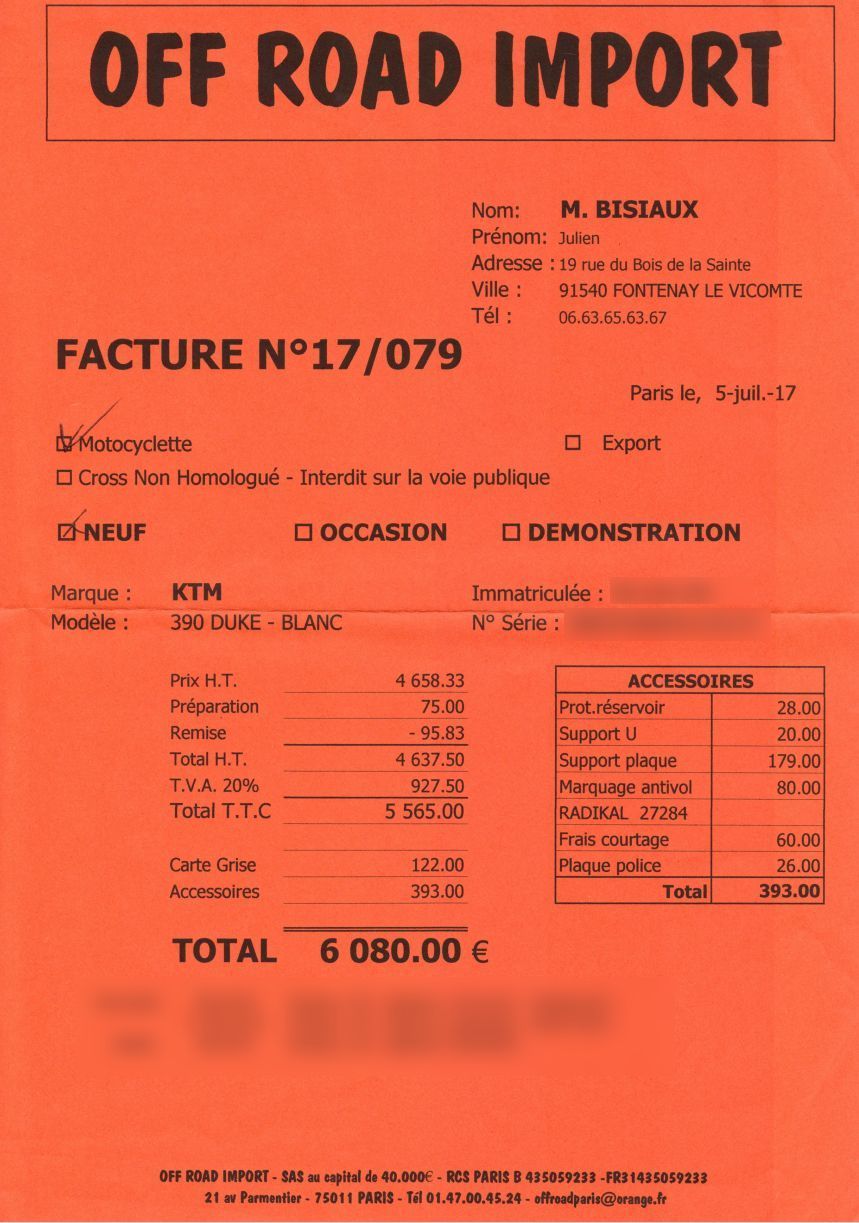 OFF ROAD IMPORT
Nom: M. BISIAUX
Prénom: Julien
Adresse : 19 rue du Bois de la Sainte
Ville : 91540 FONTENAY LE VICOMTE
Tél : 06.63.65.63.67
FACTURE N°17/079
Paris le, 5-juil.-17
Motocyclette Export
Cross Non Homologué - Interdit sur la voie publique
NEUF OCCASION DEMONSTRATION
Marque : KTM Immatriculée :
Modèle : 390 DUKE - BLANC N° Série :
Prix H.T. 4 658.33
Préparation 75.00
Remise - 95.83
Total H.T. 4 637.50
T.V.A. 20% 927.50
Total T.T.C 5 565.00
Carte Grise 122.00
Accessoires 393.00
TOTAL 6 080.00 €
ACCESSOIRES
Prot.réservoir 28.00
Support U 20.00
Support plaque 179.00
Marquage antivol 80.00
RADIKAL 27284
Frais courtage 60.00
Plaque police 26.00
Total 393.00
OFF ROAD IMPORT - SAS au capital de 40.000€ - RCS PARIS B 435059233 -FR31435059233
21 av Parmentier - 75011 PARIS - Tél 01.47.00.45.24 - offroadparis@orange.fr